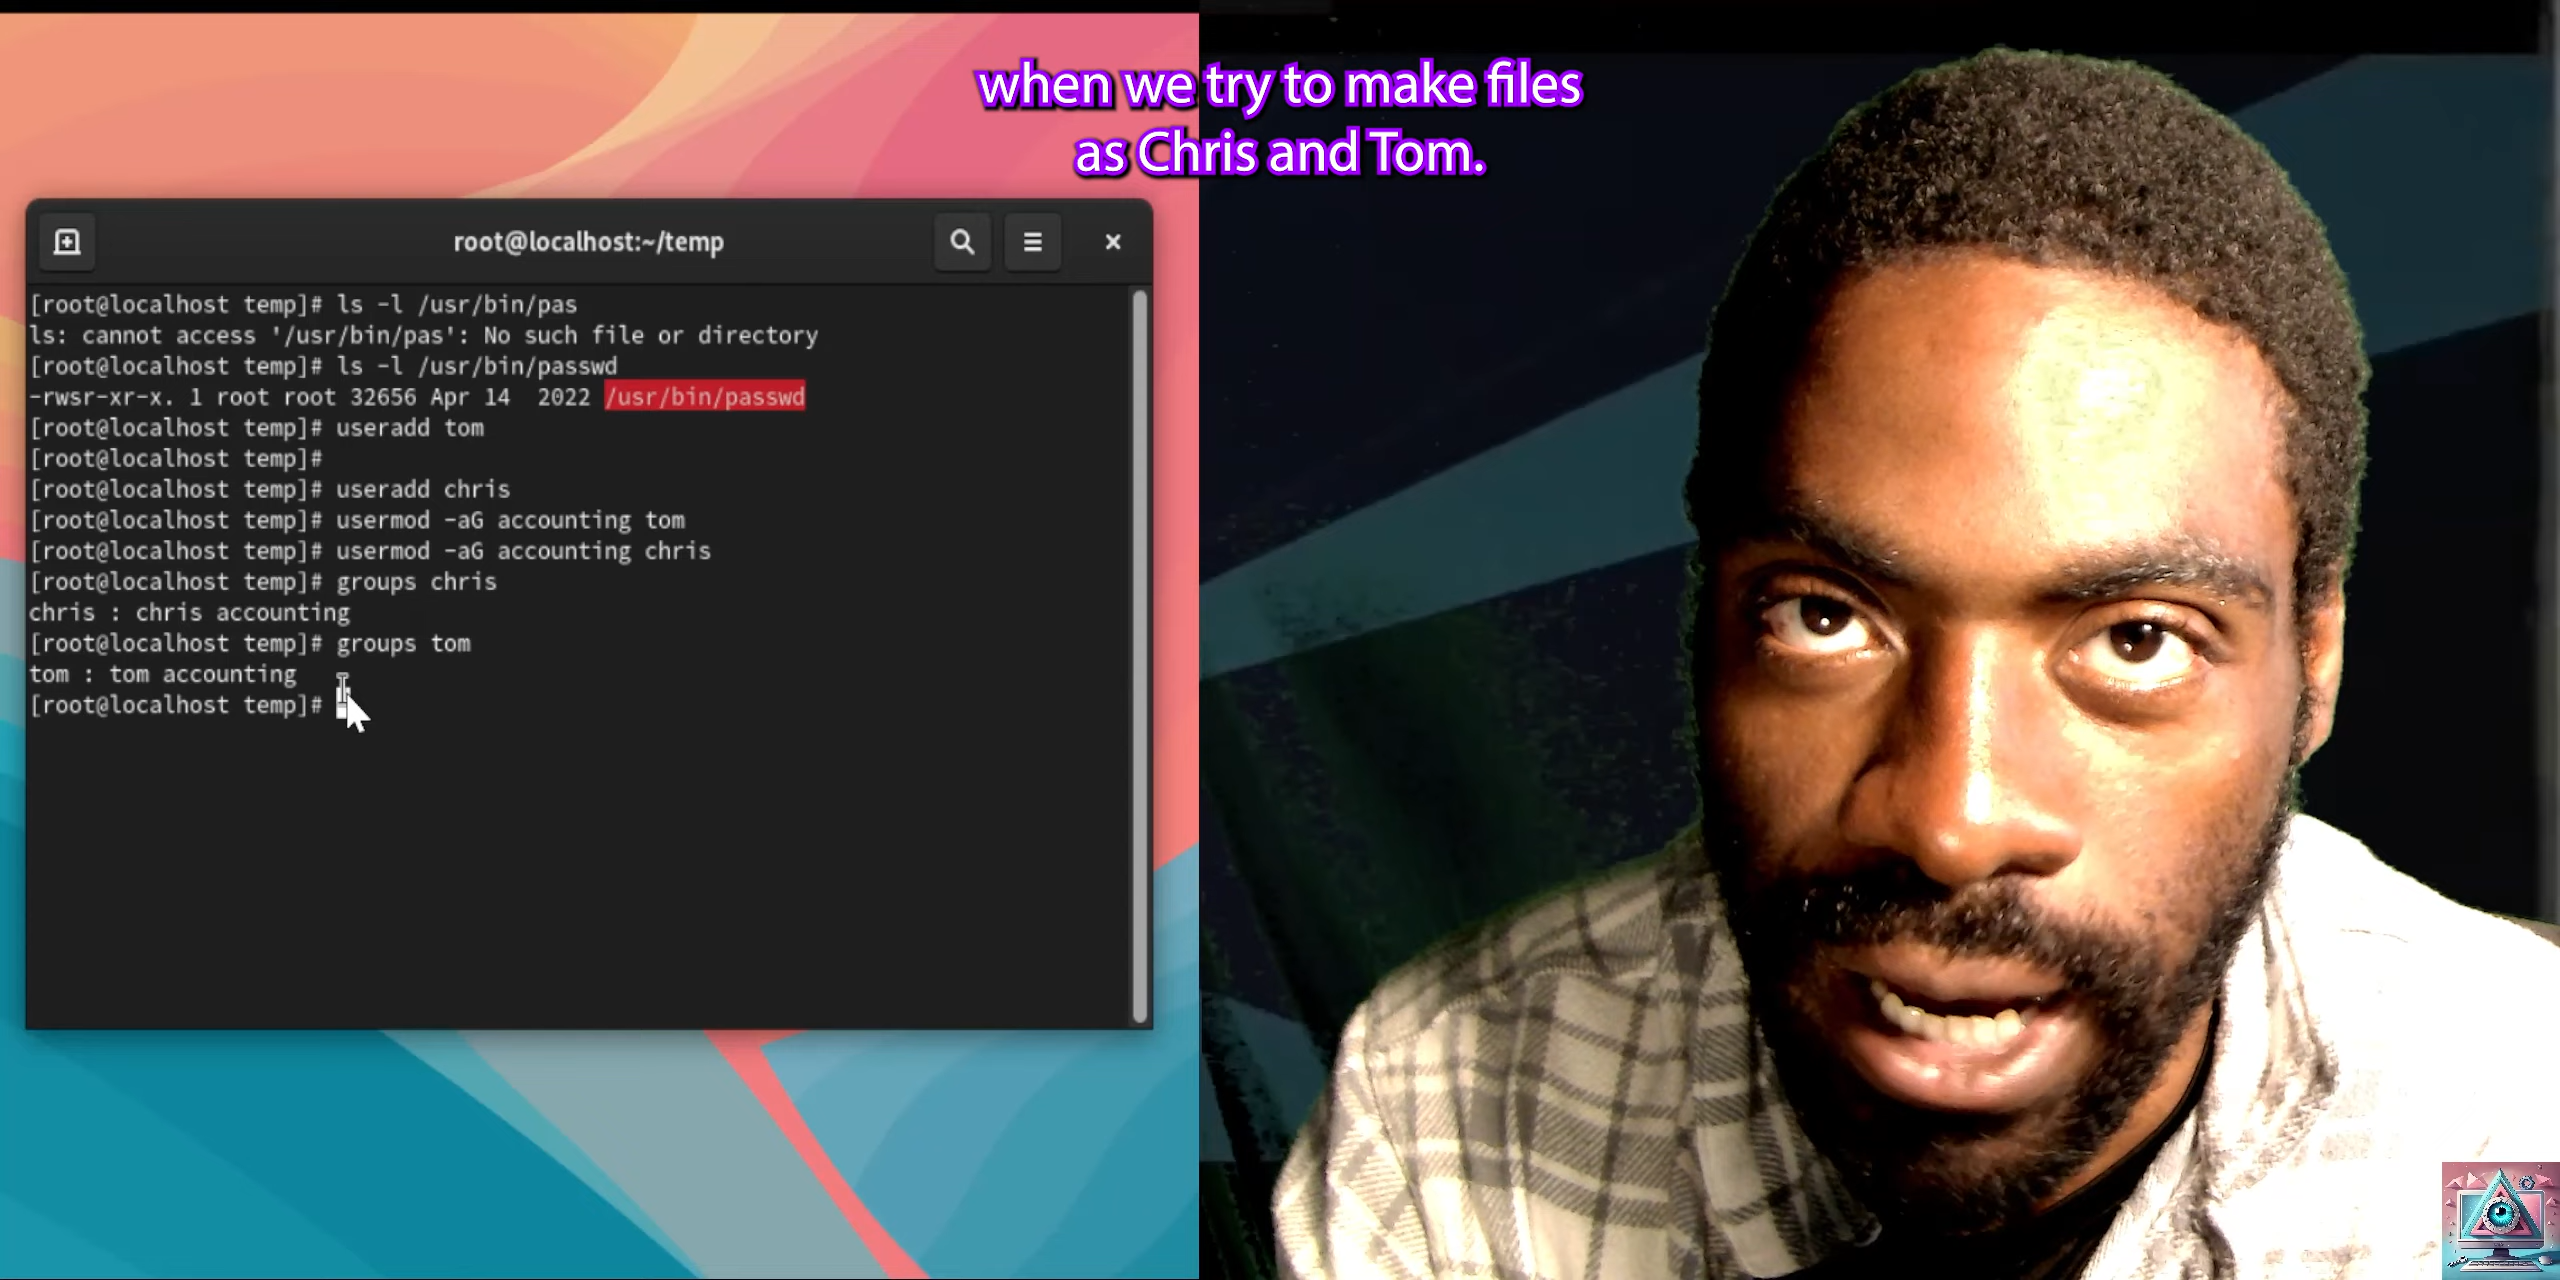 when we try to make files
as Chris and Tom.
root@localhost:~/temp
[root@localhost temp]# ls -l /usr/bin/pas
ls: cannot access '/usr/bin/pas': No such file or directory
[root@localhost temp]# ls -l /usr/bin/passwd
-rwsr-xr-x. 1 root root 32656 Apr 14  2022 /usr/bin/passwd
[root@localhost temp]# useradd tom
[root@localhost temp]#
[root@localhost temp]# useradd chris
[root@localhost temp]# usermod -aG accounting tom
[root@localhost temp]# usermod -aG accounting chris
[root@localhost temp]# groups chris
chris : chris accounting
[root@localhost temp]# groups tom
tom : tom accounting
[root@localhost temp]#